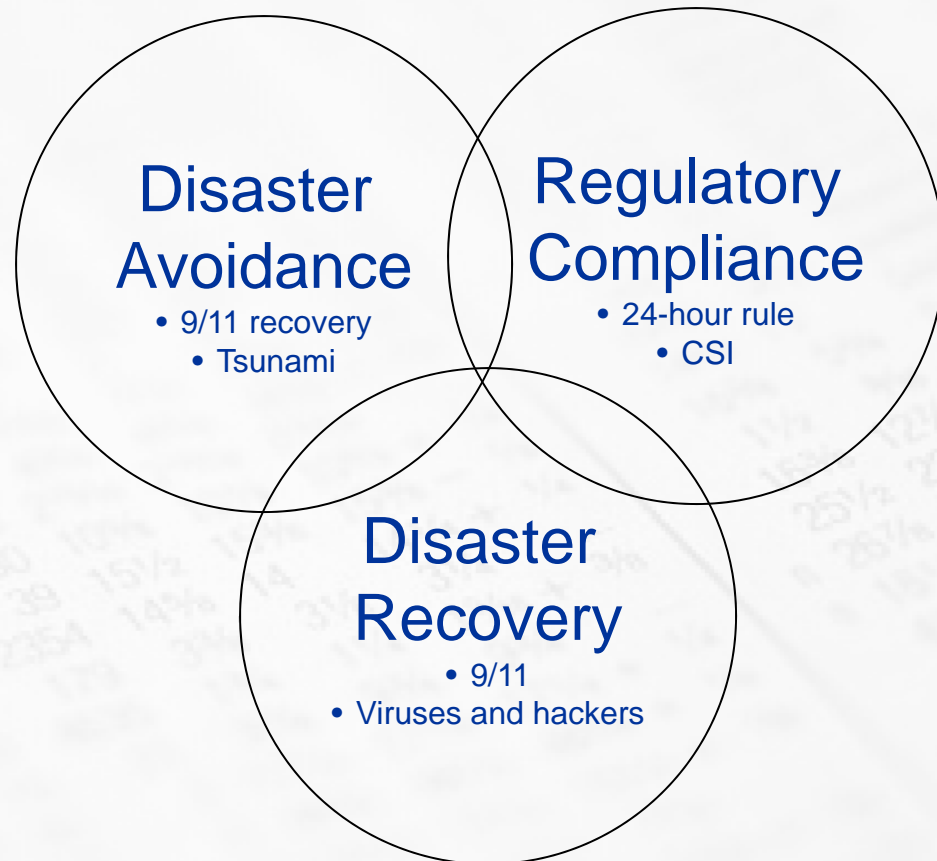 Disaster
Avoidance
• 9/11 recovery
• Tsunami
Regulatory
Compliance
• 24-hour rule
• CSI
Disaster
Recovery
• 9/11
• Viruses and hackers